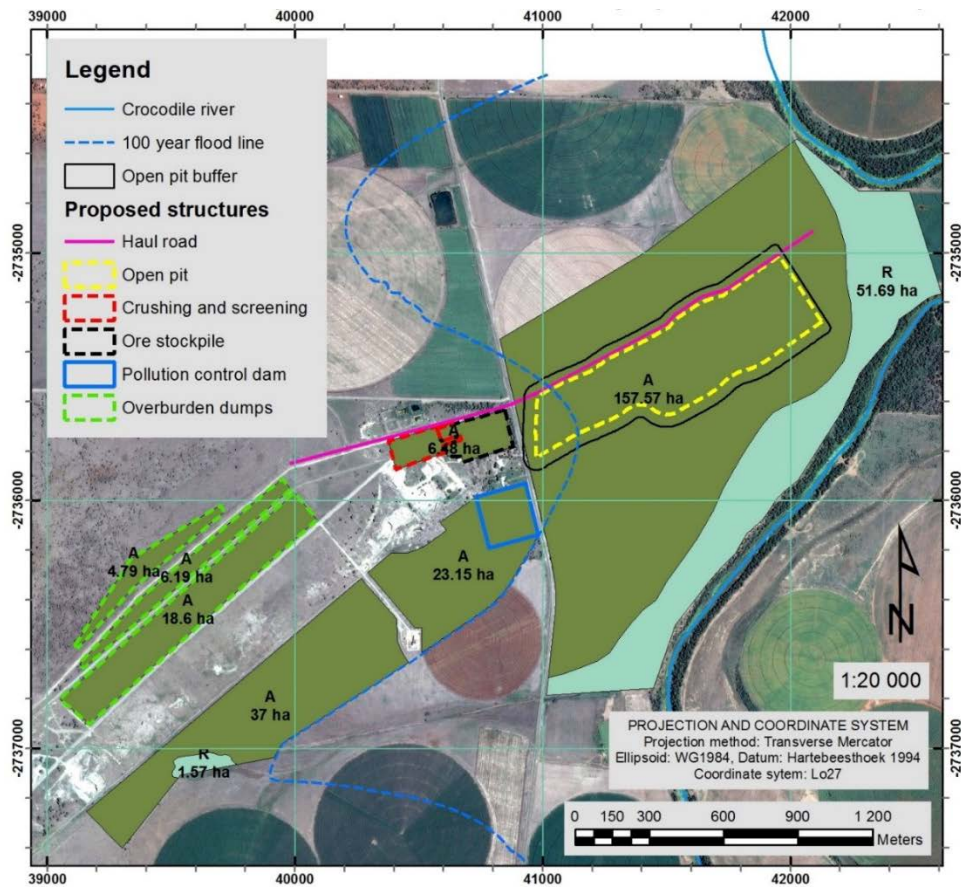 39000 40000 41000 42000
Legend
Crocodile river
100 year flood line
Open pit buffer
Proposed structures
Haul road
Open pit
Crushing and screening
Ore stockpile
Pollution control dam
Overburden dumps
-2735000
-2735000
R
51.69 ha
A
157.57 ha
A
6.48 ha
-2736000
-2736000
A
4.79 ha
A
6.19 ha
A
18.6 ha
A
23.15 ha
N
A
37 ha
R
1.57 ha
1:20 000
-2737000
-2737000
PROJECTION AND COORDINATE SYSTEM
Projection method: Transverse Mercator
Ellipsoid: WG1984, Datum: Hartebeesthoek 1994
Coordinate sytem: Lo27
0 150 300 600 900 1 200
Meters
39000 40000 41000 42000